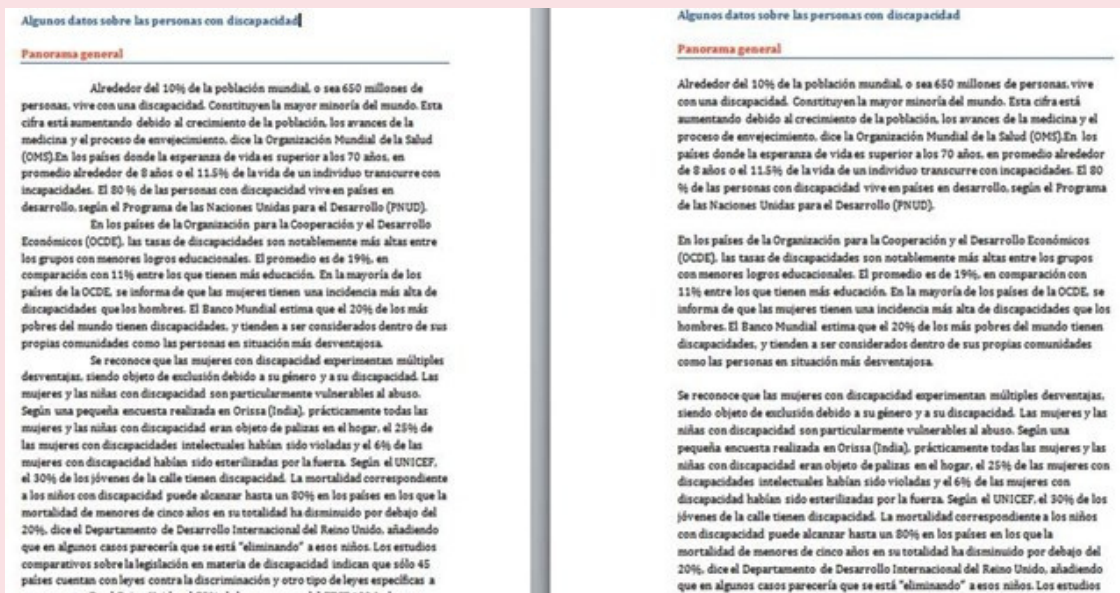 Algunos datos sobre las personas con discapacidad
Panorama general
Alrededor del 10% de la población mundial, o sea 650 millones de
personas, vive con una discapacidad. Constituyen la mayor minoría del mundo. Esta
cifra está aumentando debido al crecimiento de la población, los avances de la
medicina y el proceso de envejecimiento, dice la Organización Mundial de la Salud
(OMS).En los países donde la esperanza de vida es superior a los 70 años, en
promedio alrededor de 8 años o el 11.5% de la vida de un individuo transcurre con
incapacidades. El 80 % de las personas con discapacidad vive en países en
desarrollo, según el Programa de las Naciones Unidas para el Desarrollo (PNUD).
En los países de la Organización para la Cooperación y el Desarrollo
Económicos (OCDE), las tasas de discapacidades son notablemente más altas entre
los grupos con menores logros educacionales. El promedio es de 19%, en
comparación con 11% entre los que tienen más educación. En la mayoría de los
países de la OCDE, se informa de que las mujeres tienen una incidencia más alta de
discapacidades que los hombres. El Banco Mundial estima que el 20% de los más
pobres del mundo tienen discapacidades, y tienden a ser considerados dentro de sus
propias comunidades como las personas en situación más desventajosa.
Se reconoce que las mujeres con discapacidad experimentan múltiples
desventajas, siendo objeto de exclusión debido a su género y a su discapacidad. Las
mujeres y las niñas con discapacidad son particularmente vulnerables al abuso.
Según una pequeña encuesta realizada en Orissa (India), prácticamente todas las
mujeres y las niñas con discapacidad eran objeto de palizas en el hogar, el 25% de
las mujeres con discapacidades intelectuales habían sido violadas y el 6% de las
mujeres con discapacidad habían sido esterilizadas por la fuerza. Según el UNICEF,
el 30% de los jóvenes de la calle tienen discapacidad. La mortalidad correspondiente
a los niños con discapacidad puede alcanzar hasta un 80% en los países en los que la
mortalidad de menores de cinco años en su totalidad ha disminuido por debajo del
20%, dice el Departamento de Desarrollo Internacional del Reino Unido, añadiendo
que en algunos casos parecería que se está "eliminando" a esos niños. Los estudios
comparativos sobre la legislación en materia de discapacidad indican que sólo 45
países cuentan con leyes contra la discriminación y otro tipo de leyes específicas a
Algunos datos sobre las personas con discapacidad
Panorama general
Alrededor del 10% de la población mundial, o sea 650 millones de personas, vive
con una discapacidad. Constituyen la mayor minoría del mundo. Esta cifra está
aumentando debido al crecimiento de la población, los avances de la medicina y el
proceso de envejecimiento, dice la Organización Mundial de la Salud (OMS).En los
países donde la esperanza de vida es superior a los 70 años, en promedio alrededor
de 8 años o el 11.5% de la vida de un individuo transcurre con incapacidades. El 80
% de las personas con discapacidad vive en países en desarrollo, según el Programa
de las Naciones Unidas para el Desarrollo (PNUD).
En los países de la Organización para la Cooperación y el Desarrollo Económicos
(OCDE), las tasas de discapacidades son notablemente más altas entre los grupos
con menores logros educacionales. El promedio es de 19%, en comparación con
11% entre los que tienen más educación. En la mayoría de los países de la OCDE, se
informa de que las mujeres tienen una incidencia más alta de discapacidades que los
hombres. El Banco Mundial estima que el 20% de los más pobres del mundo tienen
discapacidades, y tienden a ser considerados dentro de sus propias comunidades
como las personas en situación más desventajosa.
Se reconoce que las mujeres con discapacidad experimentan múltiples desventajas,
siendo objeto de exclusión debido a su género y a su discapacidad. Las mujeres y las
niñas con discapacidad son particularmente vulnerables al abuso. Según una
pequeña encuesta realizada en Orissa (India), prácticamente todas las mujeres y las
niñas con discapacidad eran objeto de palizas en el hogar, el 25% de las mujeres con
discapacidades intelectuales habían sido violadas y el 6% de las mujeres con
discapacidad habían sido esterilizadas por la fuerza. Según el UNICEF, el 30% de los
jóvenes de la calle tienen discapacidad. La mortalidad correspondiente a los niños
con discapacidad puede alcanzar hasta un 80% en los países en los que la
mortalidad de menores de cinco años en su totalidad ha disminuido por debajo del
20%, dice el Departamento de Desarrollo Internacional del Reino Unido, añadiendo
que en algunos casos parecería que se está "eliminando" a esos niños. Los estudios